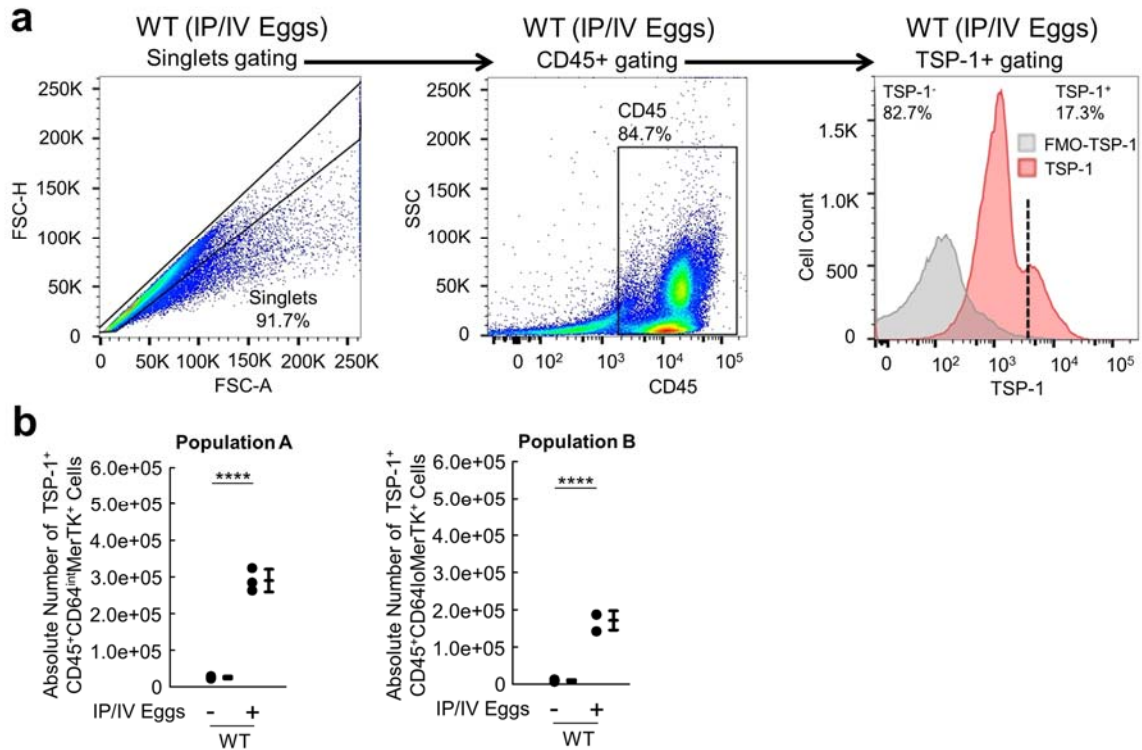 a
WT (IP/IV Eggs)
Singlets gating
WT (IP/IV Eggs)
CD45+ gating
WT (IP/IV Eggs)
TSP-1+ gating
250K
200K
150K
100K
50K
0
FSC-H
Singlets
91.7%
0 50K 100K 150K 200K 250K
FSC-A
250K
200K
150K
100K
50K
0
SSC
CD45
84.7%
0 10² 10³ 10⁴ 10⁵
CD45
TSP-1⁻
82.7%
TSP-1⁺
17.3%
FMO-TSP-1
TSP-1
1.5K
1.0K
500
0
Cell Count
0 10² 10³ 10⁴ 10⁵
TSP-1
b
Population A
Absolute Number of TSP-1⁺
CD45⁺CD64ⁱⁿᵗMerTK⁺ Cells
6.0e+05
5.0e+05
4.0e+05
3.0e+05
2.0e+05
1.0e+05
0
****
IP/IV Eggs - +
WT
Population B
Absolute Number of TSP-1⁺
CD45⁺CD64loMerTK⁺ Cells
6.0e+05
5.0e+05
4.0e+05
3.0e+05
2.0e+05
1.0e+05
0
****
IP/IV Eggs - +
WT